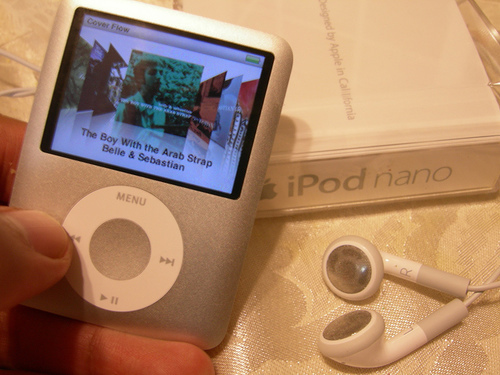 Cover Flow
The Boy With the Arab Strap
Belle & Sebastian
MENU
Designed by Apple in California
iPod nano
R